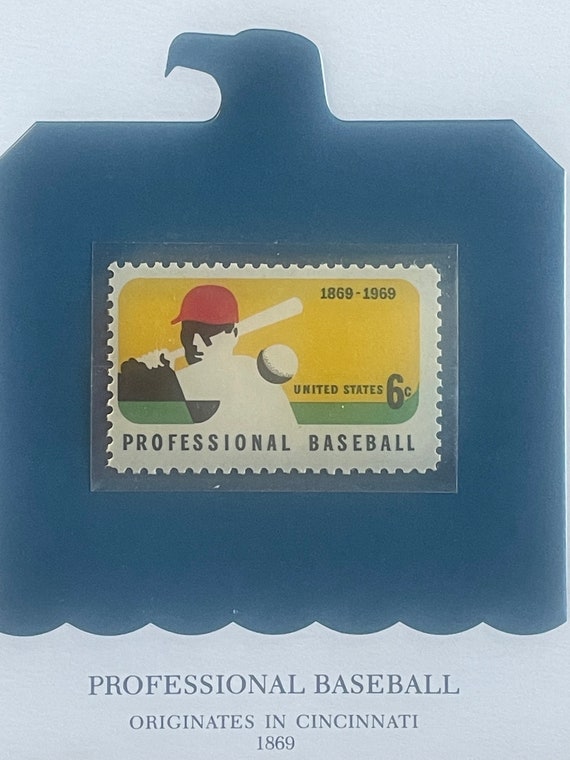 1869-1969
UNITED STATES 6c
PROFESSIONAL BASEBALL
PROFESSIONAL BASEBALL
ORIGINATES IN CINCINNATI
1869